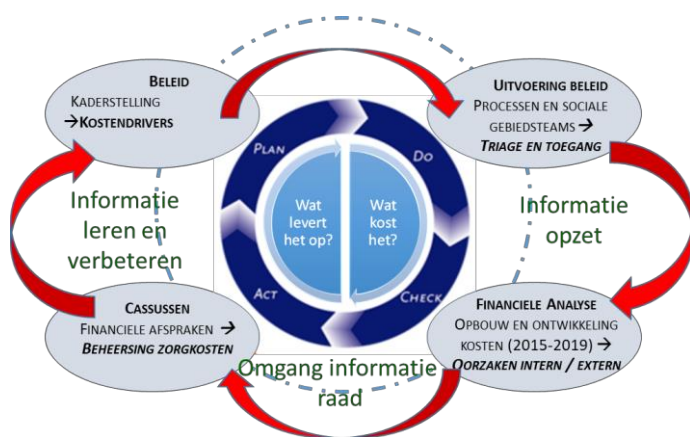 BELEID
KADERSTELLING
→KOSTENDRIVERS
UITVOERING BELEID
PROCESSEN EN SOCIALE
GEBIEDSTEAMS →
TRIAGE EN TOEGANG
PLAN
DO
Wat
levert
het op?
Wat
kost
het?
ACT
CHECK
Informatie
leren en
verbeteren
Informatie
opzet
CASSUSSEN
FINANCIELE AFSPRAKEN →
BEHEERSING ZORGKOSTEN
FINANCIELE ANALYSE
OPBOUW EN ONTWIKKELING
KOSTEN (2015-2019) →
OORZAKEN INTERN / EXTERN
Omgang informatie
raad